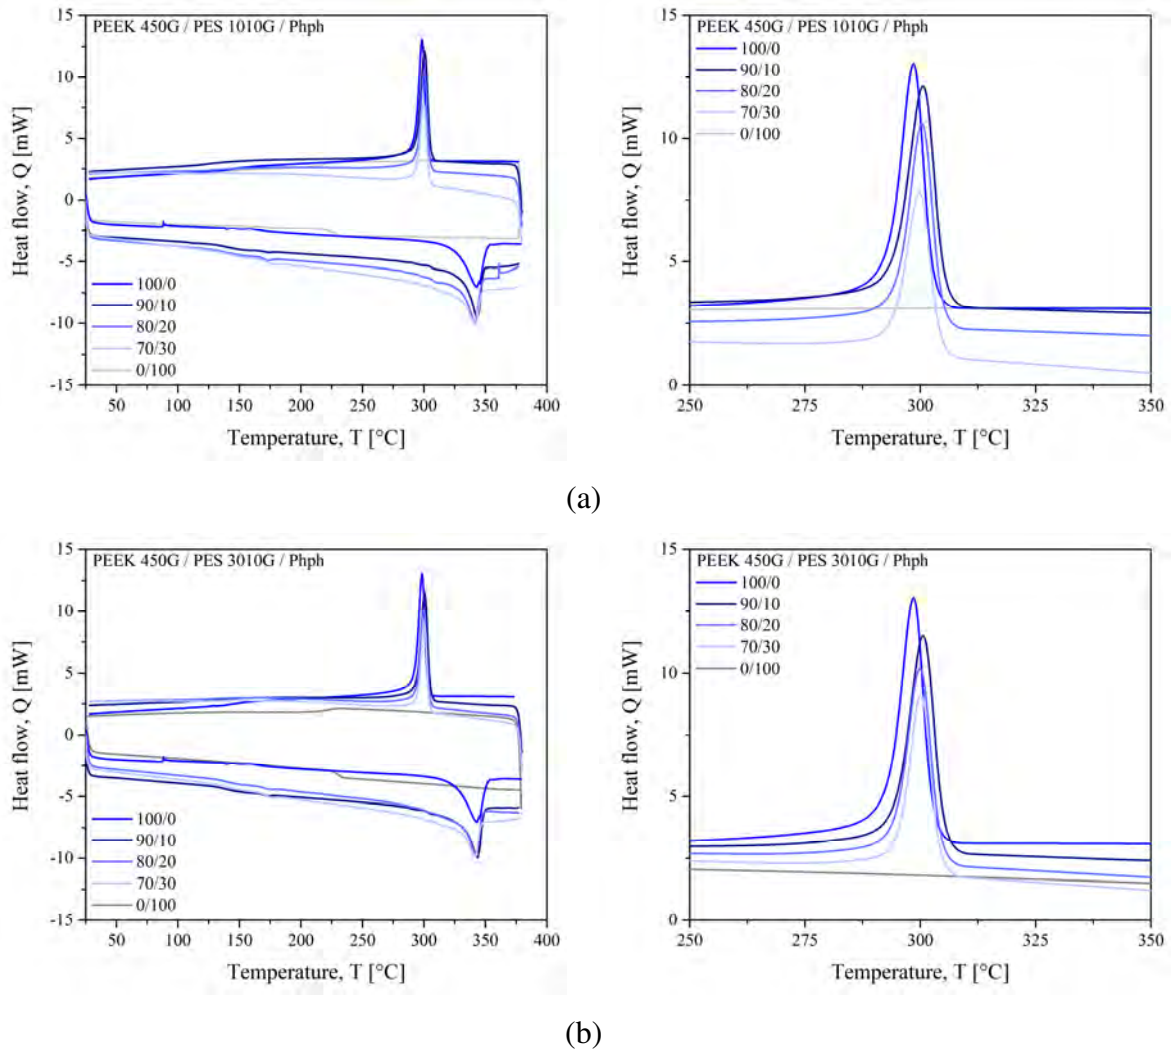 PEEK 450G / PES 1010G / Phph
15
10
5
0
-5
-10
-15
Heat flow, Q [mW]
100/0
90/10
80/20
70/30
0/100
50 100 150 200 250 300 350 400
Temperature, T [°C]
PEEK 450G / PES 1010G / Phph
100/0
90/10
80/20
70/30
0/100
15
10
5
0
Heat flow, Q [mW]
250 275 300 325 350
Temperature, T [°C]
(a)
PEEK 450G / PES 3010G / Phph
15
10
5
0
-5
-10
-15
Heat flow, Q [mW]
100/0
90/10
80/20
70/30
0/100
50 100 150 200 250 300 350 400
Temperature, T [°C]
PEEK 450G / PES 3010G / Phph
100/0
90/10
80/20
70/30
0/100
15
10
5
0
Heat flow, Q [mW]
250 275 300 325 350
Temperature, T [°C]
(b)